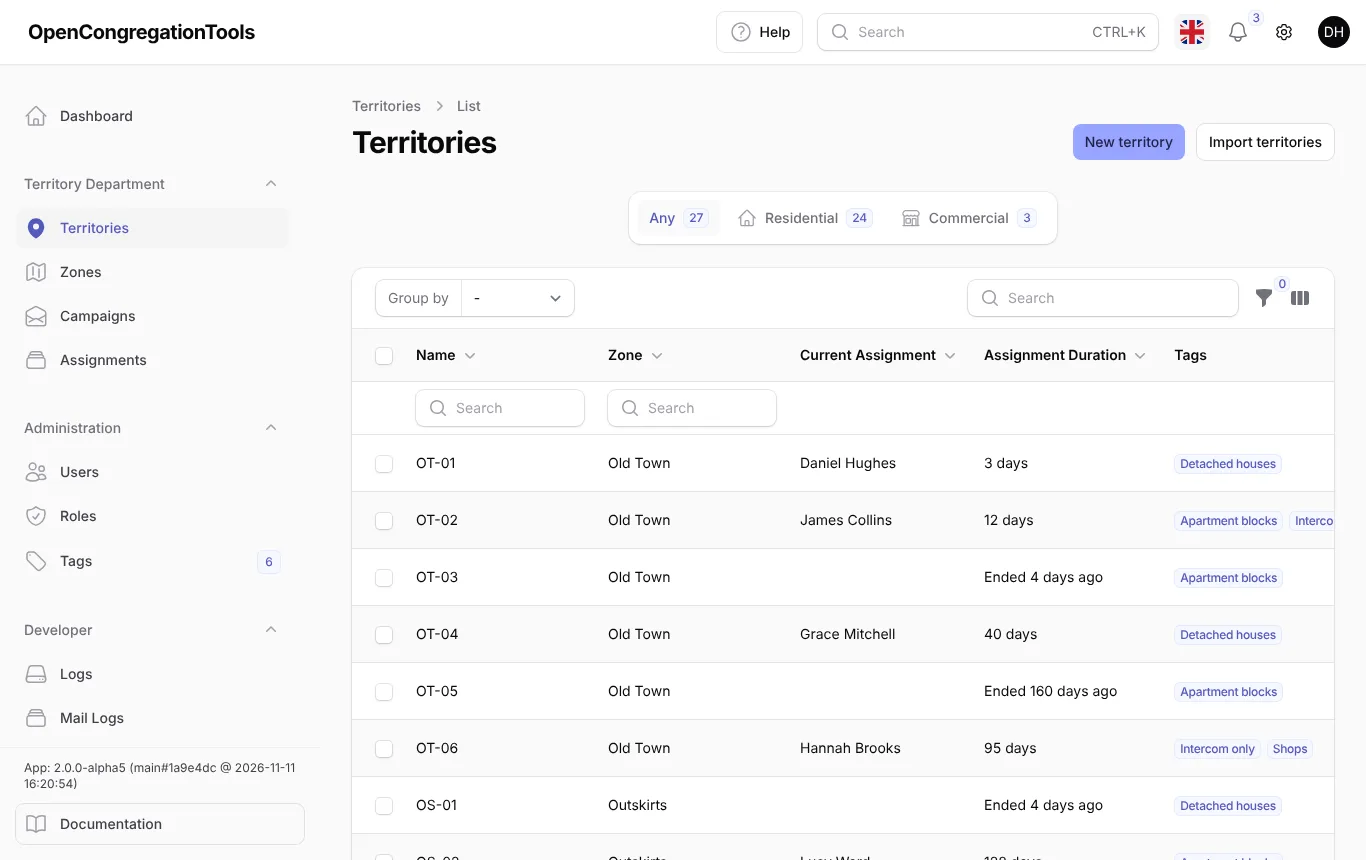 OpenCongregationTools
Help
Search CTRL+K
3
DH
Dashboard
Territory Department
Territories
Zones
Campaigns
Assignments
Administration
Users
Roles
Tags 6
Developer
Logs
Mail Logs
App: 2.0.0-alpha5 (main#1a9e4dc @ 2026-11-11
16:20:54)
Documentation
Territories List
Territories
New territory
Import territories
Any 27 Residential 24 Commercial 3
Group by -
Search
0
Name Zone Current Assignment Assignment Duration Tags
Search Search
OT-01 Old Town Daniel Hughes 3 days Detached houses
OT-02 Old Town James Collins 12 days Apartment blocks Interco
OT-03 Old Town Ended 4 days ago Apartment blocks
OT-04 Old Town Grace Mitchell 40 days Detached houses
OT-05 Old Town Ended 160 days ago Apartment blocks
OT-06 Old Town Hannah Brooks 95 days Intercom only Shops
OS-01 Outskirts Ended 4 days ago Detached houses